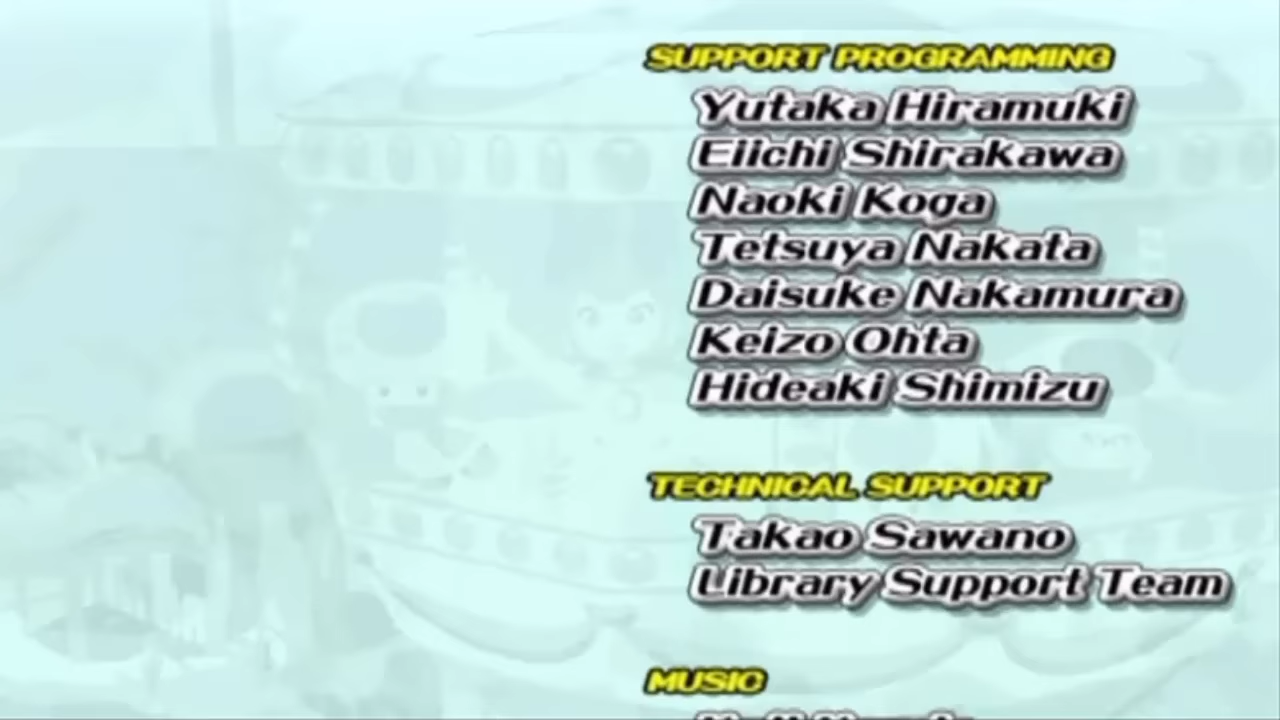 SUPPORT PROGRAMMING
Yutaka Hiramuki
Eiichi Shirakawa
Naoki Koga
Tetsuya Nakata
Daisuke Nakamura
Keizo Ohta
Hideaki Shimizu
TECHNICAL SUPPORT
Takao Sawano
Library Support Team
MUSIC